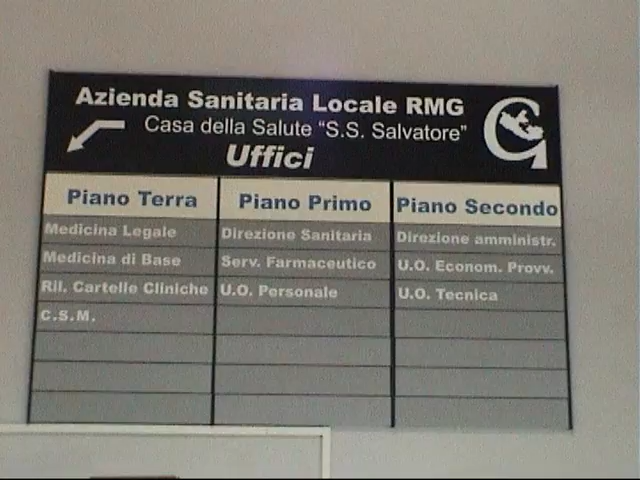 Azienda Sanitaria Locale RMG
Casa della Salute "S.S. Salvatore"
Uffici
G
Piano Terra
Medicina Legale
Medicina di Base
Ril. Cartelle Cliniche
C.S.M.
Piano Primo
Direzione Sanitaria
Serv. Farmaceutico
U.O. Personale
Piano Secondo
Direzione amministr.
U.O. Econom. Provv.
U.O. Tecnica